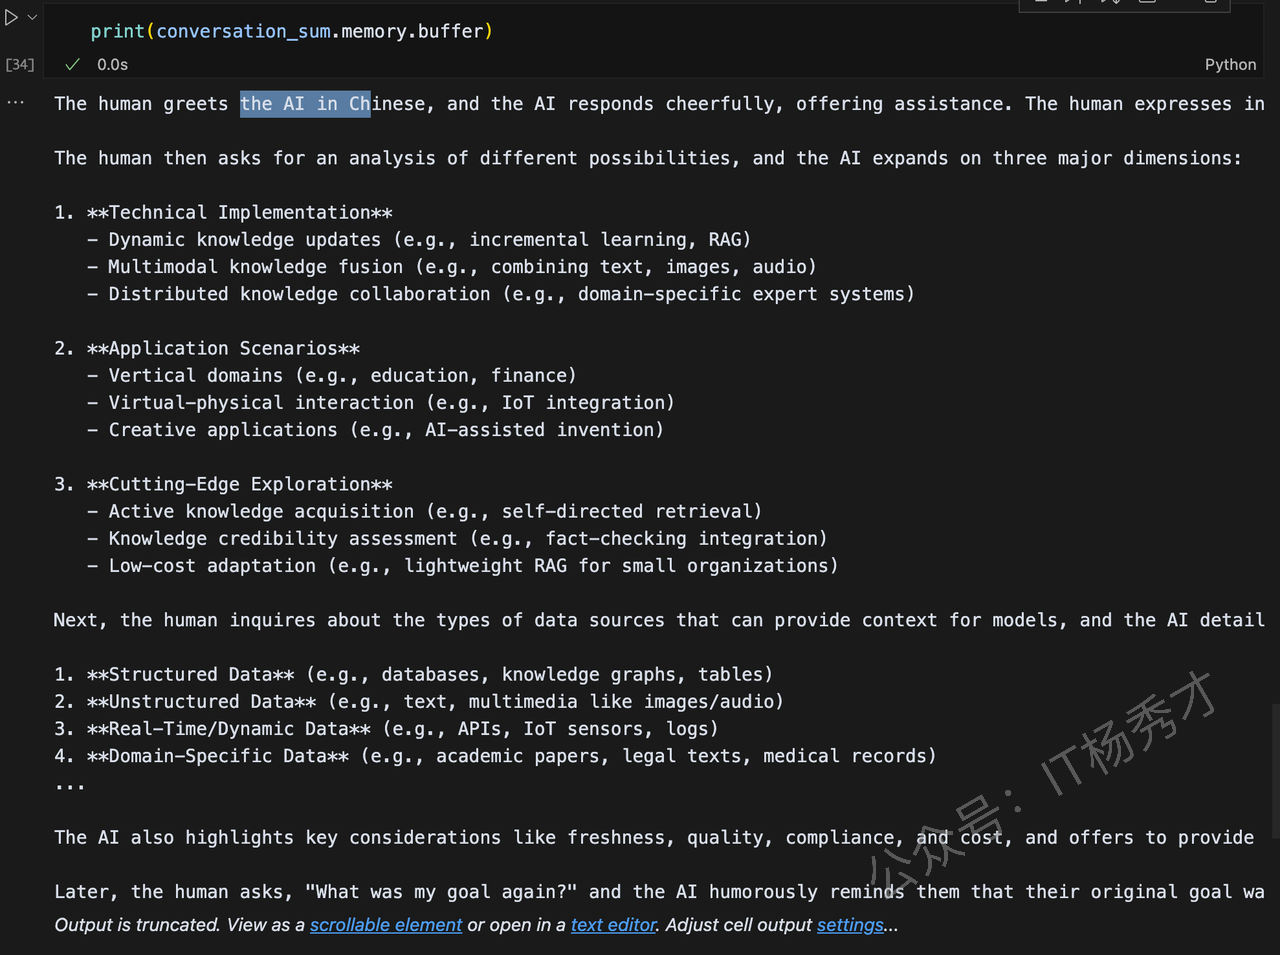 print(conversation_sum.memory.buffer)
[34]
0.0s
Python
The human greets the AI in Chinese, and the AI responds cheerfully, offering assistance. The human expresses in
The human then asks for an analysis of different possibilities, and the AI expands on three major dimensions:
1. **Technical Implementation**
– Dynamic knowledge updates (e.g., incremental learning, RAG)
– Multimodal knowledge fusion (e.g., combining text, images, audio)
– Distributed knowledge collaboration (e.g., domain-specific expert systems)
2. **Application Scenarios**
– Vertical domains (e.g., education, finance)
– Virtual-physical interaction (e.g., IoT integration)
– Creative applications (e.g., AI-assisted invention)
3. **Cutting-Edge Exploration**
– Active knowledge acquisition (e.g., self-directed retrieval)
– Knowledge credibility assessment (e.g., fact-checking integration)
– Low-cost adaptation (e.g., lightweight RAG for small organizations)
Next, the human inquires about the types of data sources that can provide context for models, and the AI detail
1. **Structured Data** (e.g., databases, knowledge graphs, tables)
2. **Unstructured Data** (e.g., text, multimedia like images/audio)
3. **Real-Time/Dynamic Data** (e.g., APIs, IoT sensors, logs)
4. **Domain-Specific Data** (e.g., academic papers, legal texts, medical records)
...
The AI also highlights key considerations like freshness, quality, compliance, and cost, and offers to provide
Later, the human asks, "What was my goal again?" and the AI humorously reminds them that their original goal wa
Output is truncated. View as a scrollable element or open in a text editor. Adjust cell output settings...
公众号：IT杨秀才